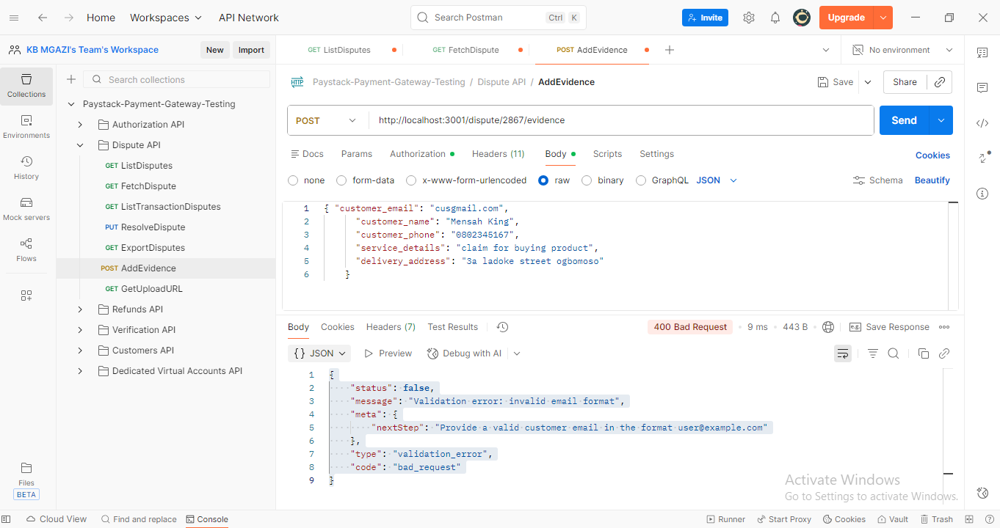 Home Workspaces API Network Search Postman Ctrl K Invite Upgrade
KB MGAZI's Team's Workspace New Import GET ListDisputes GET FetchDispute POST AddEvidence No environment
Collections
Environments
History
Mock servers
Flows
Files
BETA
Search collections
Paystack-Payment-Gateway-Testing
Authorization API
Dispute API
GET ListDisputes
GET FetchDispute
GET ListTransactionDisputes
PUT ResolveDispute
GET ExportDisputes
POST AddEvidence
GET GetUploadURL
Refunds API
Verification API
Customers API
Dedicated Virtual Accounts API
HTTP Paystack-Payment-Gateway-Testing / Dispute API / AddEvidence Save Share
POST http://localhost:3001/dispute/2867/evidence Send
Docs Params Authorization Headers (11) Body Scripts Settings Cookies
none form-data x-www-form-urlencoded raw binary GraphQL JSON Schema Beautify
1 { "customer_email": "cusgmail.com",
2 "customer_name": "Mensah King",
3 "customer_phone": "0802345167",
4 "service_details": "claim for buying product",
5 "delivery_address": "3a ladoke street ogbomoso"
6 }
Body Cookies Headers (7) Test Results 400 Bad Request 9 ms 443 B e.g. Save Response
{} JSON Preview Debug with AI
1 {
2 "status": false,
3 "message": "Validation error: invalid email format",
4 "meta": {
5 "nextStep": "Provide a valid customer email in the format user@example.com"
6 },
7 "type": "validation_error",
8 "code": "bad_request"
9 }
Activate Windows
Go to Settings to activate Windows.
Cloud View Find and replace Console Runner Start Proxy Cookies Vault Trash